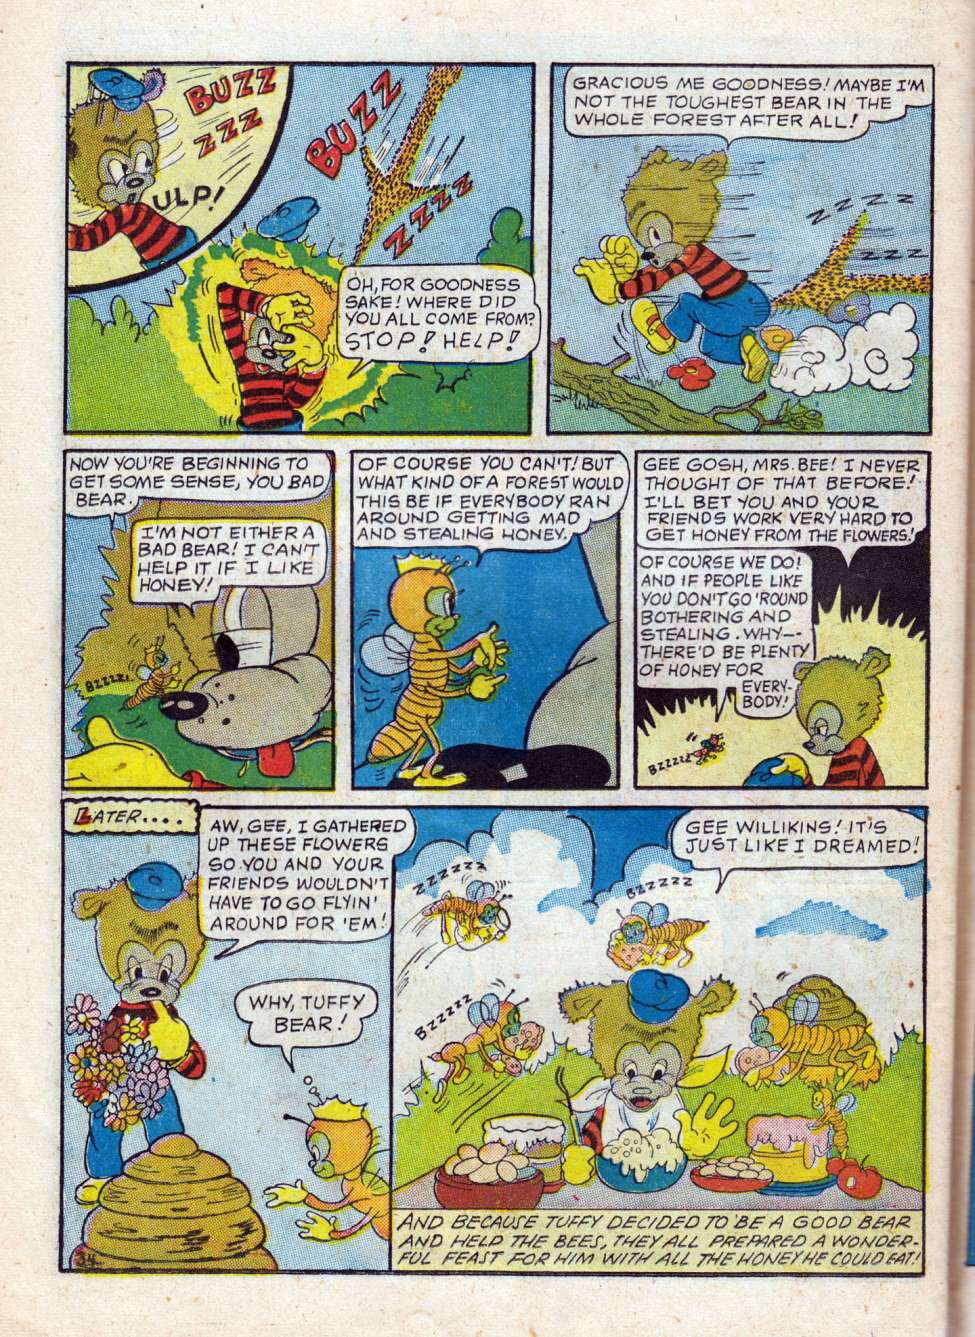 BUZZ
ZZZ
ULP!
BUZZ
ZZZZ
OH, FOR GOODNESS
SAKE! WHERE DID
YOU ALL COME FROM?
STOP! HELP!
GRACIOUS ME GOODNESS! MAYBE I'M
NOT THE TOUGHEST BEAR IN THE
WHOLE FOREST AFTER ALL!
ZZZZ
ZZZ
NOW YOU'RE BEGINNING TO
GET SOME SENSE, YOU BAD
BEAR.
I'M NOT EITHER A
BAD BEAR! I CAN'T
HELP IT IF I LIKE
HONEY!
BZZZZ!
OF COURSE YOU CAN'T! BUT
WHAT KIND OF A FOREST WOULD
THIS BE IF EVERYBODY RAN
AROUND GETTING MAD
AND STEALING HONEY.
GEE GOSH, MRS. BEE! I NEVER
THOUGHT OF THAT BEFORE!
I'LL BET YOU AND YOUR
FRIENDS WORK VERY HARD TO
GET HONEY FROM THE FLOWERS!
OF COURSE WE DO!
AND IF PEOPLE LIKE
YOU DON'T GO 'ROUND
BOTHERING AND
STEALING. WHY--
THERE'D BE PLENTY
OF HONEY FOR
EVERY-
BODY!
BZZZZZ
LATER....
AW, GEE, I GATHERED
UP THESE FLOWERS
SO YOU AND YOUR
FRIENDS WOULDN'T
HAVE TO GO FLYIN'
AROUND FOR 'EM!
WHY, TUFFY
BEAR!
34
GEE WILLIKINS! IT'S
JUST LIKE I DREAMED!
ZZZZZZ
BZZZZZ
BZZZZZ
AND BECAUSE TUFFY DECIDED TO BE A GOOD BEAR
AND HELP THE BEES, THEY ALL PREPARED A WONDER-
FUL FEAST FOR HIM WITH ALL THE HONEY HE COULD EAT!